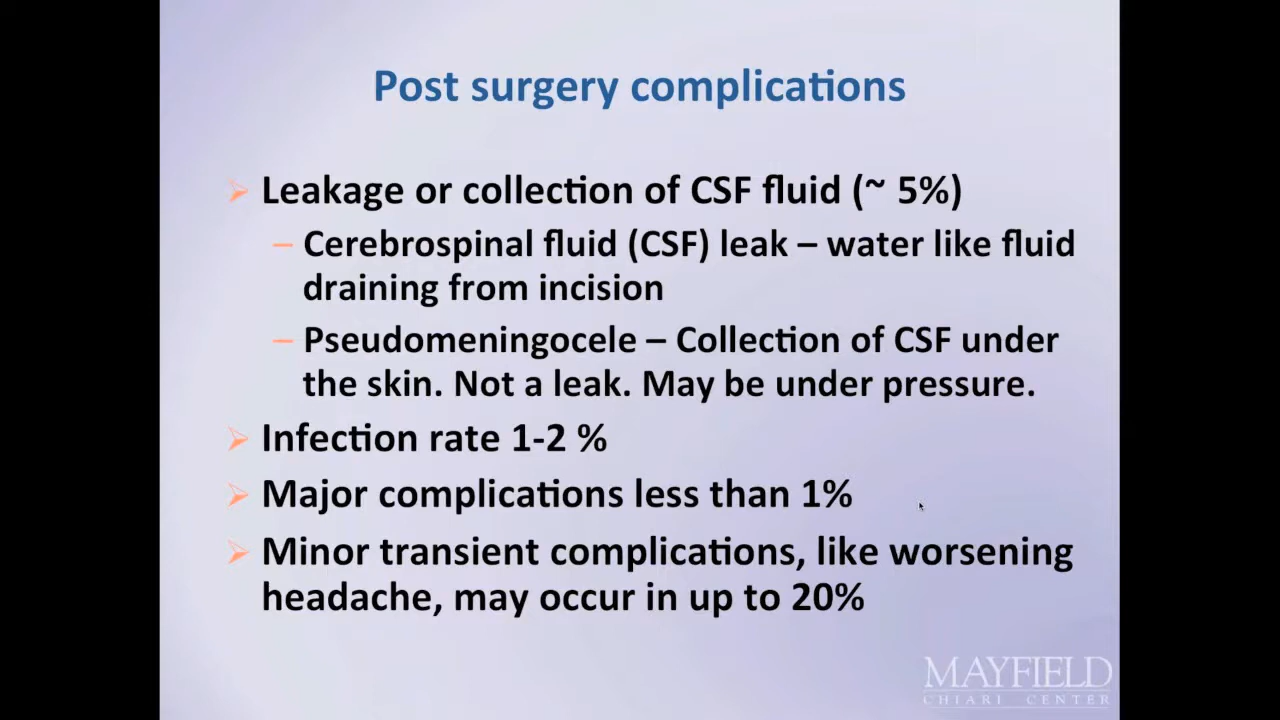 Post surgery complications
Leakage or collection of CSF fluid (~ 5%)
– Cerebrospinal fluid (CSF) leak – water like fluid
draining from incision
– Pseudomeningocele – Collection of CSF under
the skin. Not a leak. May be under pressure.
Infection rate 1-2 %
Major complications less than 1%
Minor transient complications, like worsening
headache, may occur in up to 20%
MAYFIELD
CHIARI CENTER